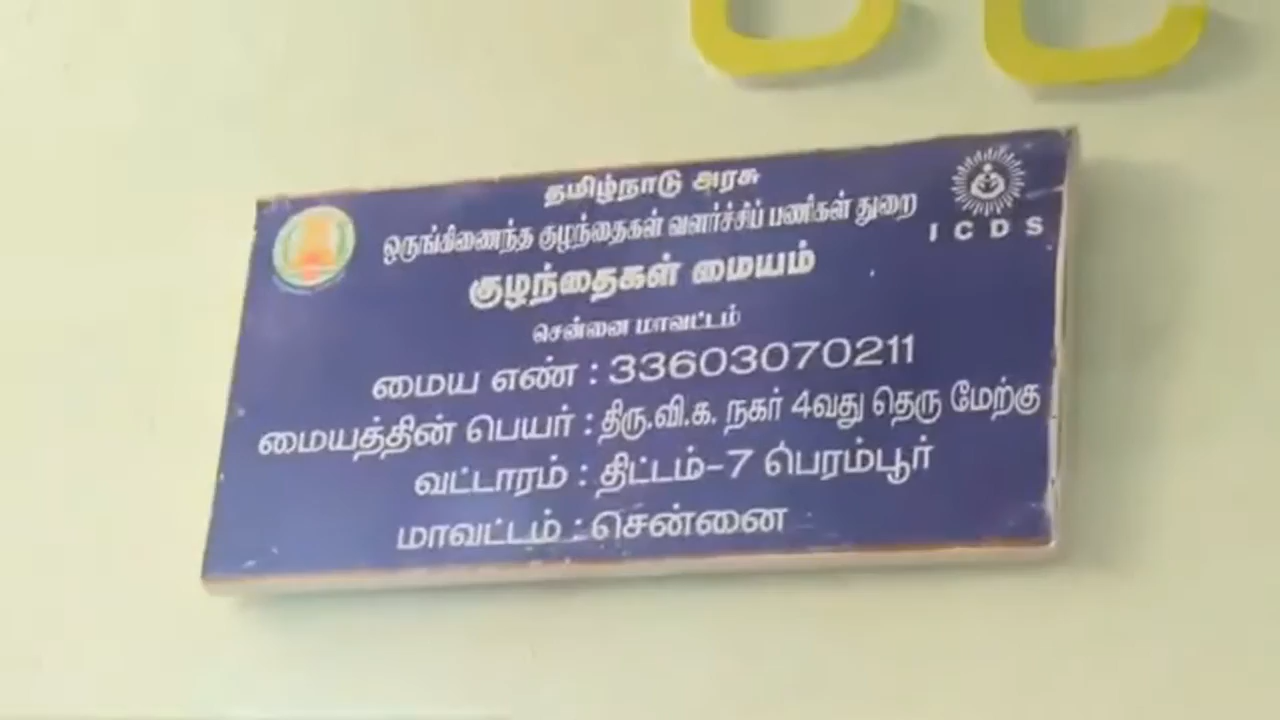 தமிழ்நாடு அரசு
ஒருங்கிணைந்த குழந்தைகள் வளர்ச்சிப் பணிகள் துறை
I C D S
குழந்தைகள் மையம்
சென்னை மாவட்டம்
மைய எண் : 33603070211
மையத்தின் பெயர் : திரு.வி.க. நகர் 4வது தெரு மேற்கு
வட்டாரம் : திட்டம்-7 பெரம்பூர்
மாவட்டம் : சென்னை